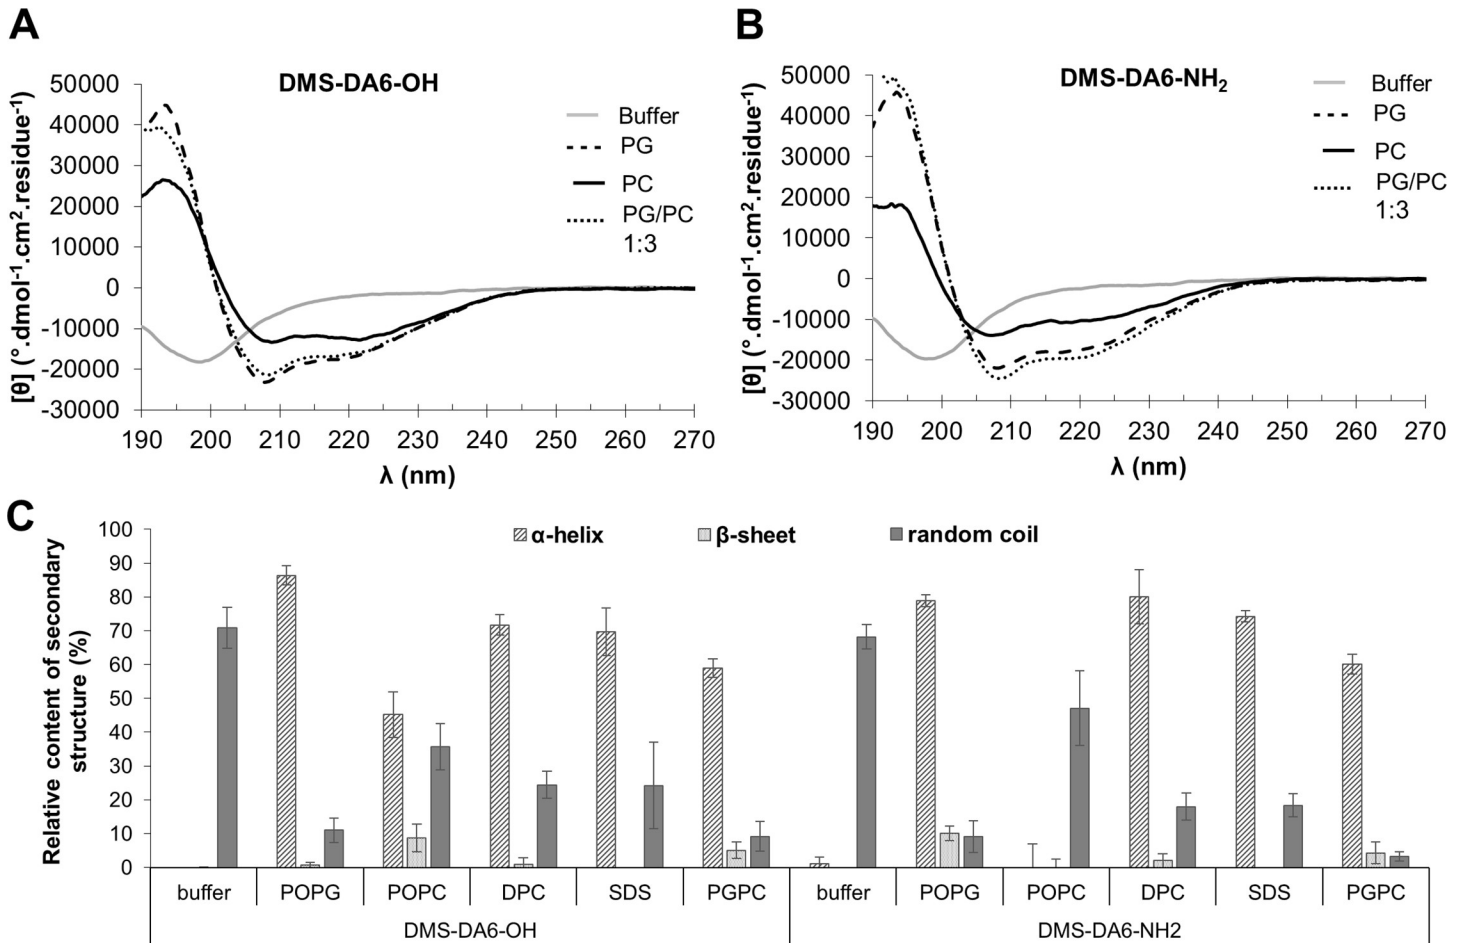 A
DMS-DA6-OH
[θ] (°.dmol⁻¹.cm².residue⁻¹)
50000
40000
30000
20000
10000
0
-10000
-20000
-30000
190 200 210 220 230 240 250 260 270
λ (nm)
Buffer
PG
PC
PG/PC
1:3
B
DMS-DA6-NH₂
[θ] (°.dmol⁻¹.cm².residue⁻¹)
50000
40000
30000
20000
10000
0
-10000
-20000
-30000
190 200 210 220 230 240 250 260 270
λ (nm)
Buffer
PG
PC
PG/PC
1:3
C
Relative content of secondary
structure (%)
100
90
80
70
60
50
40
30
20
10
0
α-helix β-sheet random coil
buffer POPG POPC DPC SDS PGPC buffer POPG POPC DPC SDS PGPC
DMS-DA6-OH DMS-DA6-NH2